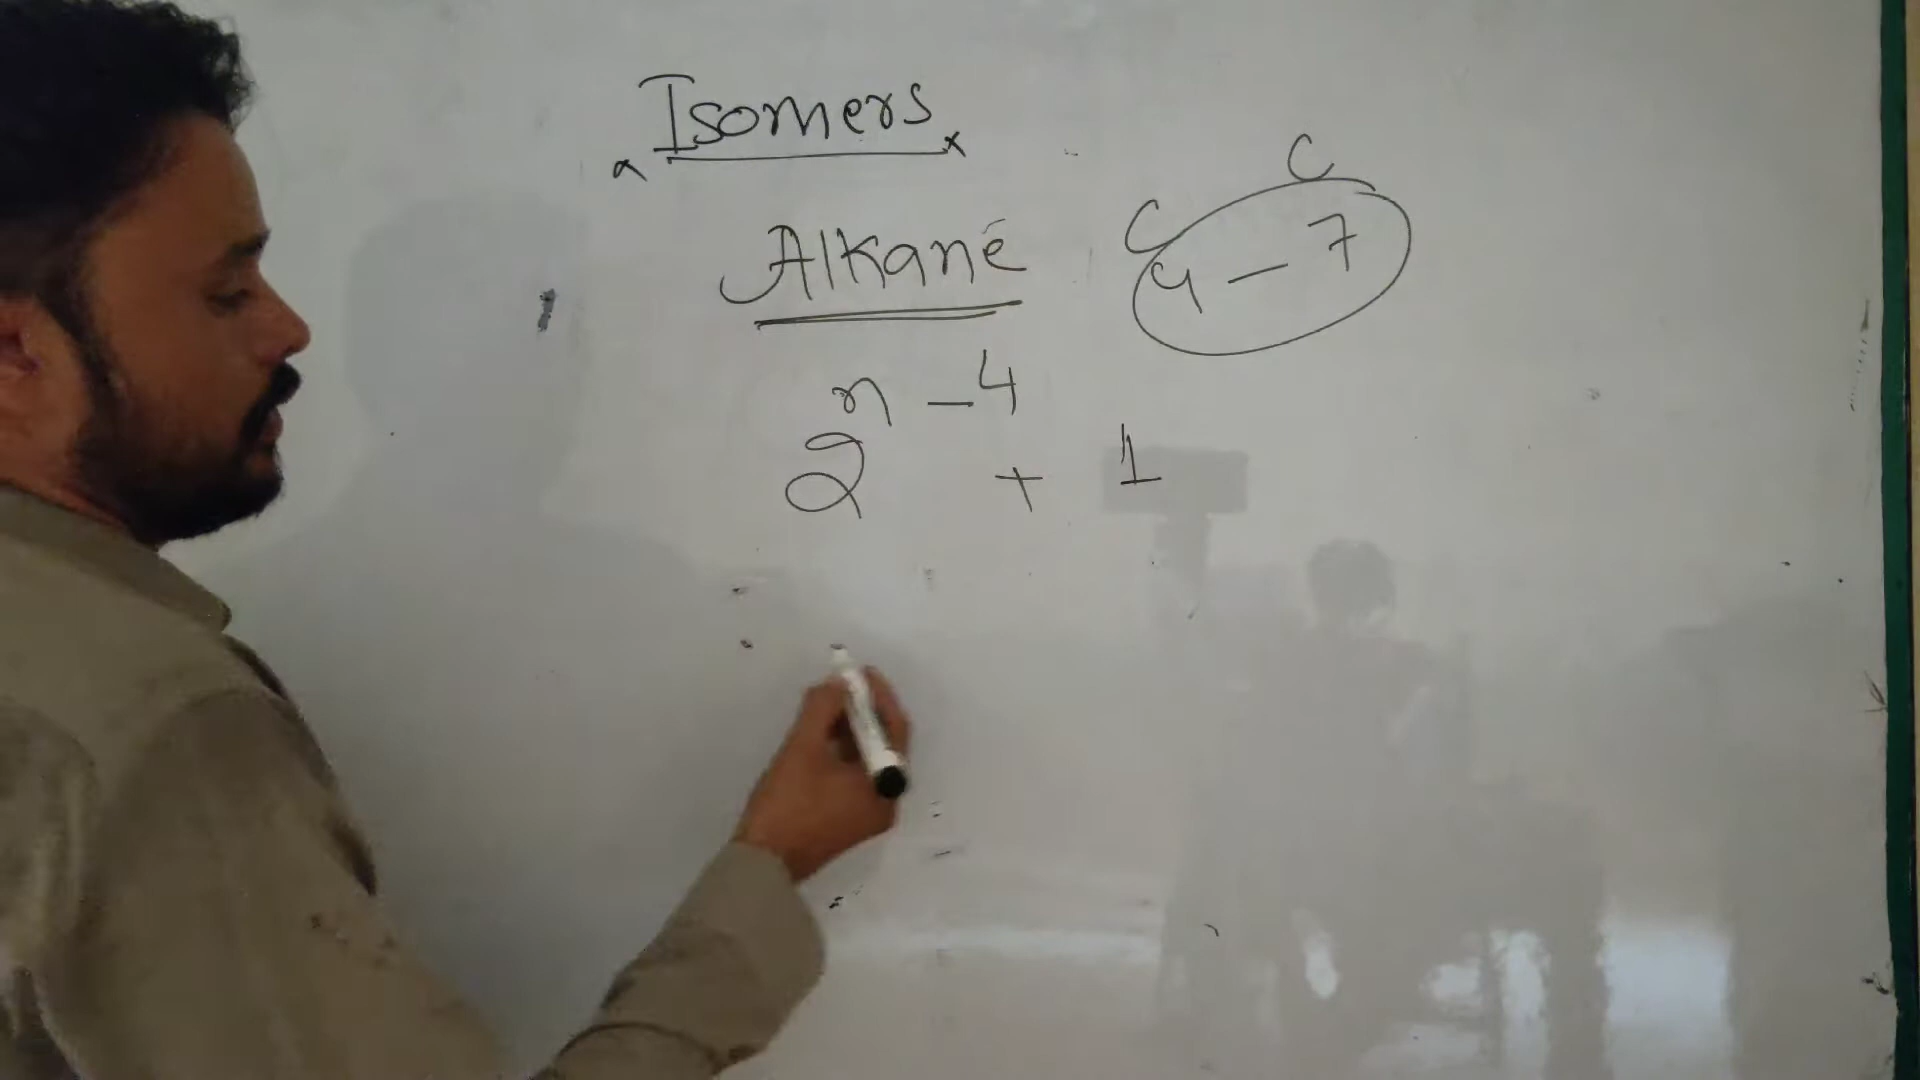 Isomers
Alkane
C C
4 – 7
n – 4
2 + 1